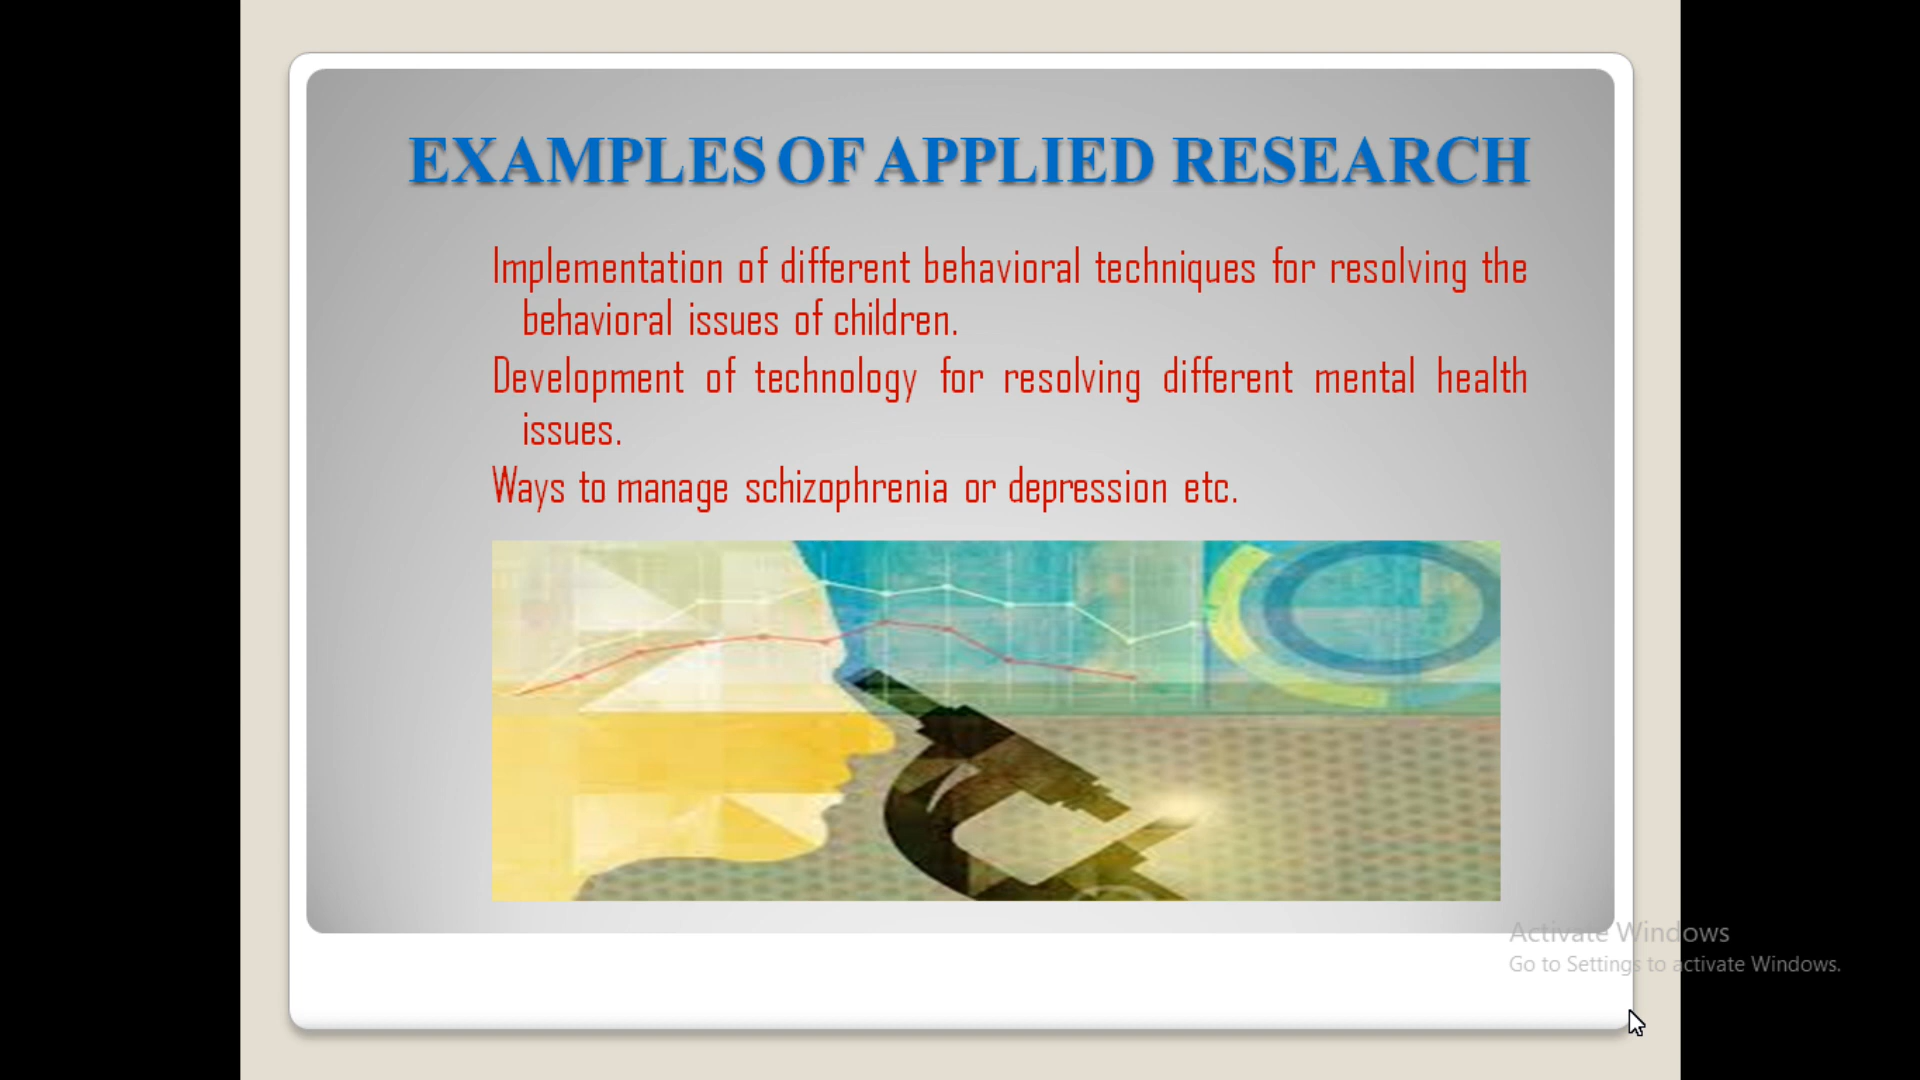 EXAMPLES OF APPLIED RESEARCH
Implementation of different behavioral techniques for resolving the
behavioral issues of children.
Development of technology for resolving different mental health
issues.
Ways to manage schizophrenia or depression etc.
Activate Windows
Go to Settings to activate Windows.